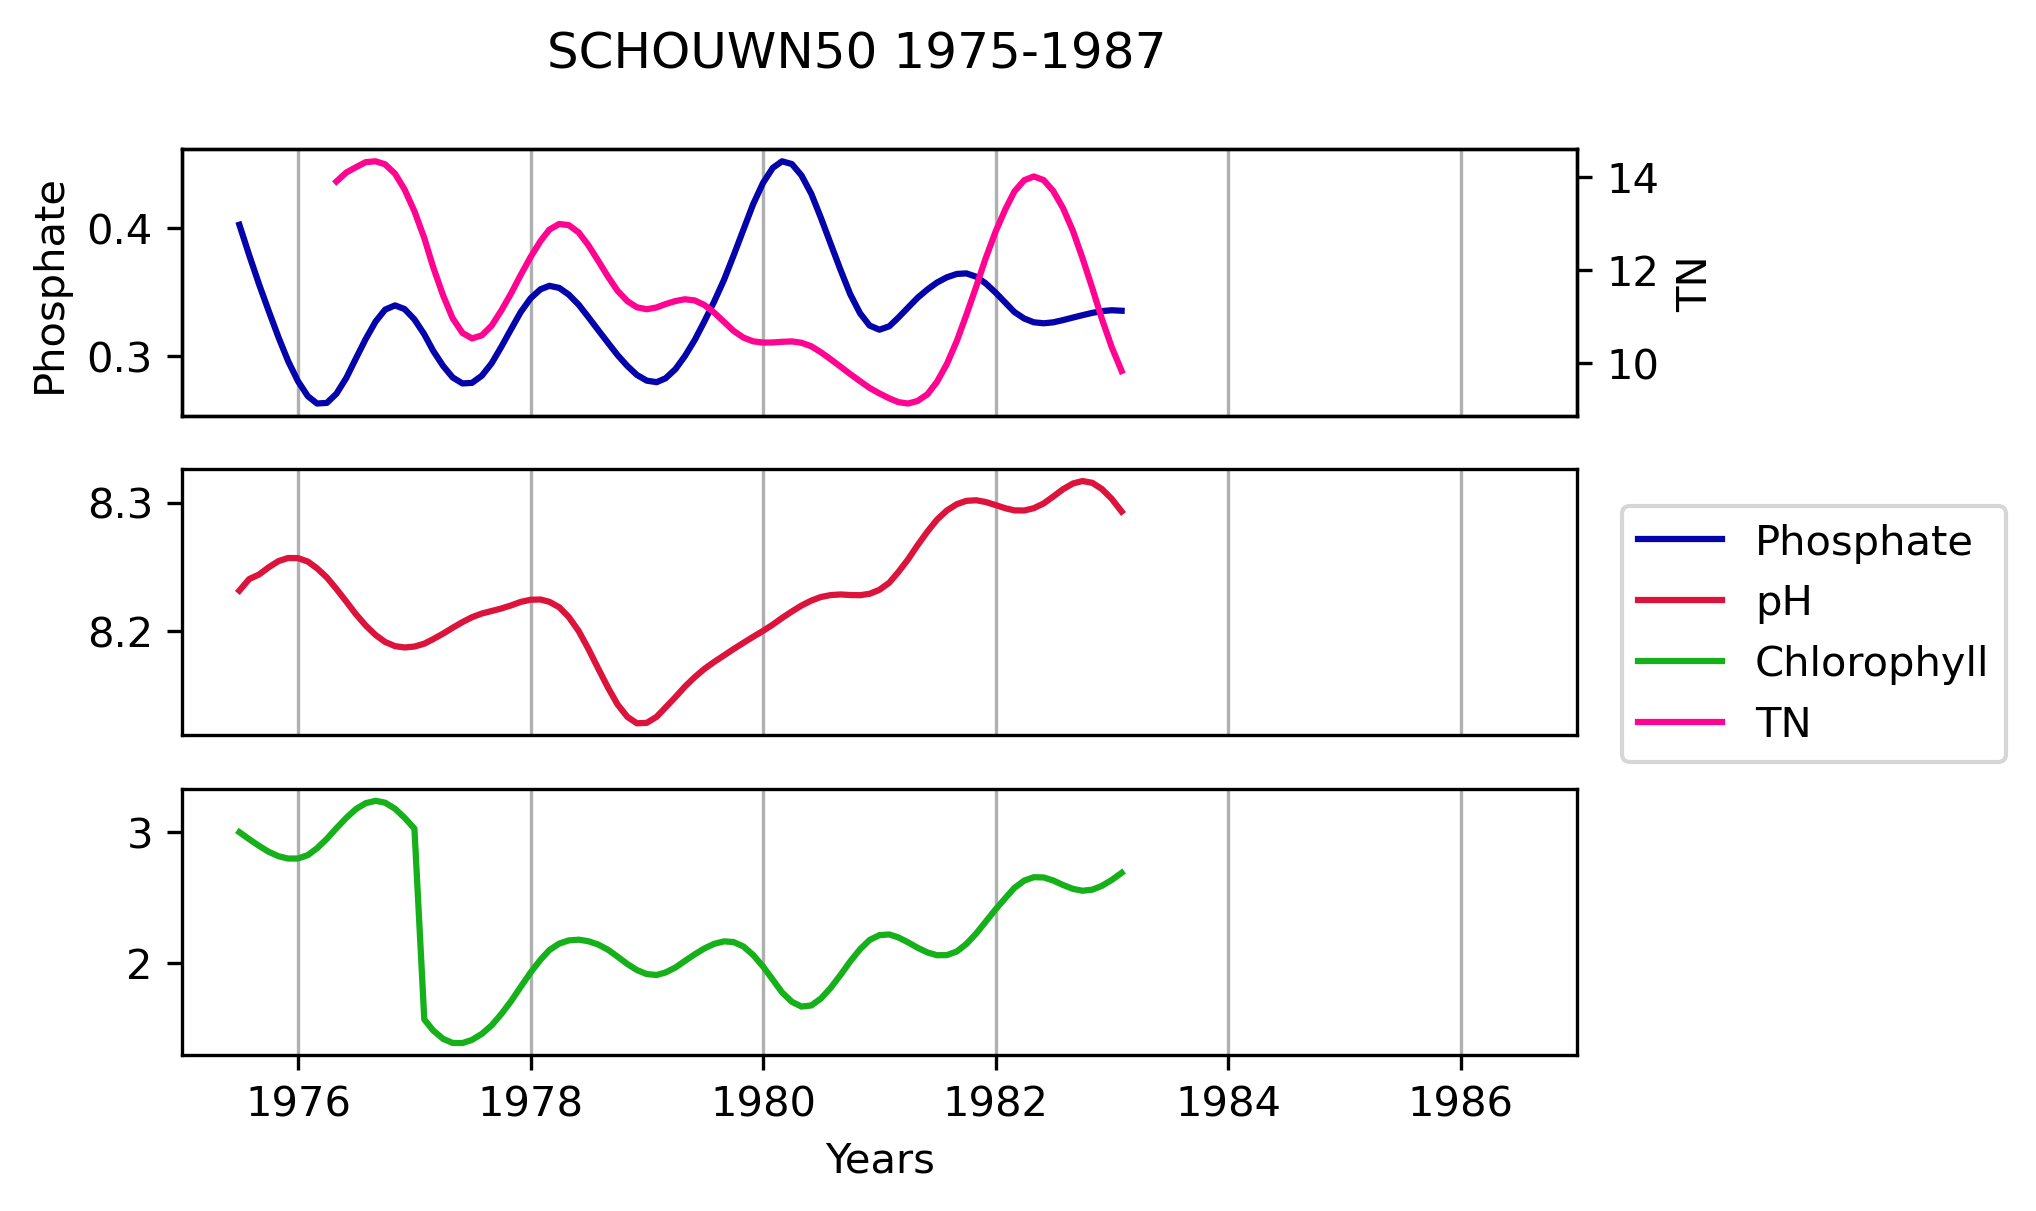 SCHOUWN50 1975-1987
Phosphate
0.4
0.3
14
12
10
TN
8.3
8.2
Phosphate
pH
Chlorophyll
TN
3
2
1976 1978 1980 1982 1984 1986
Years